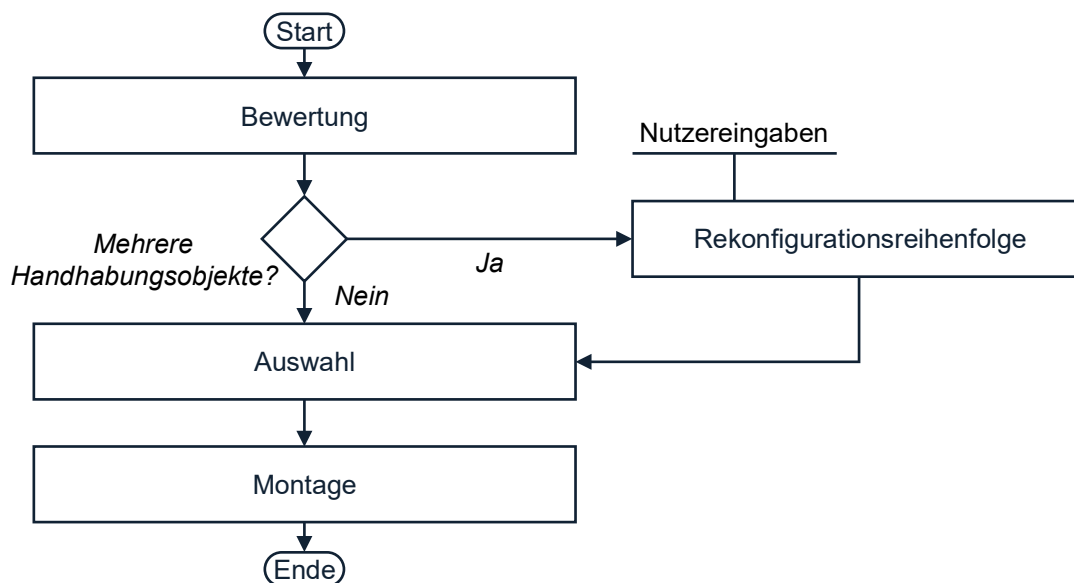 Start
Bewertung
Nutzereingaben
Mehrere
Handhabungsobjekte?
Ja
Rekonfigurationsreihenfolge
Nein
Auswahl
Montage
Ende